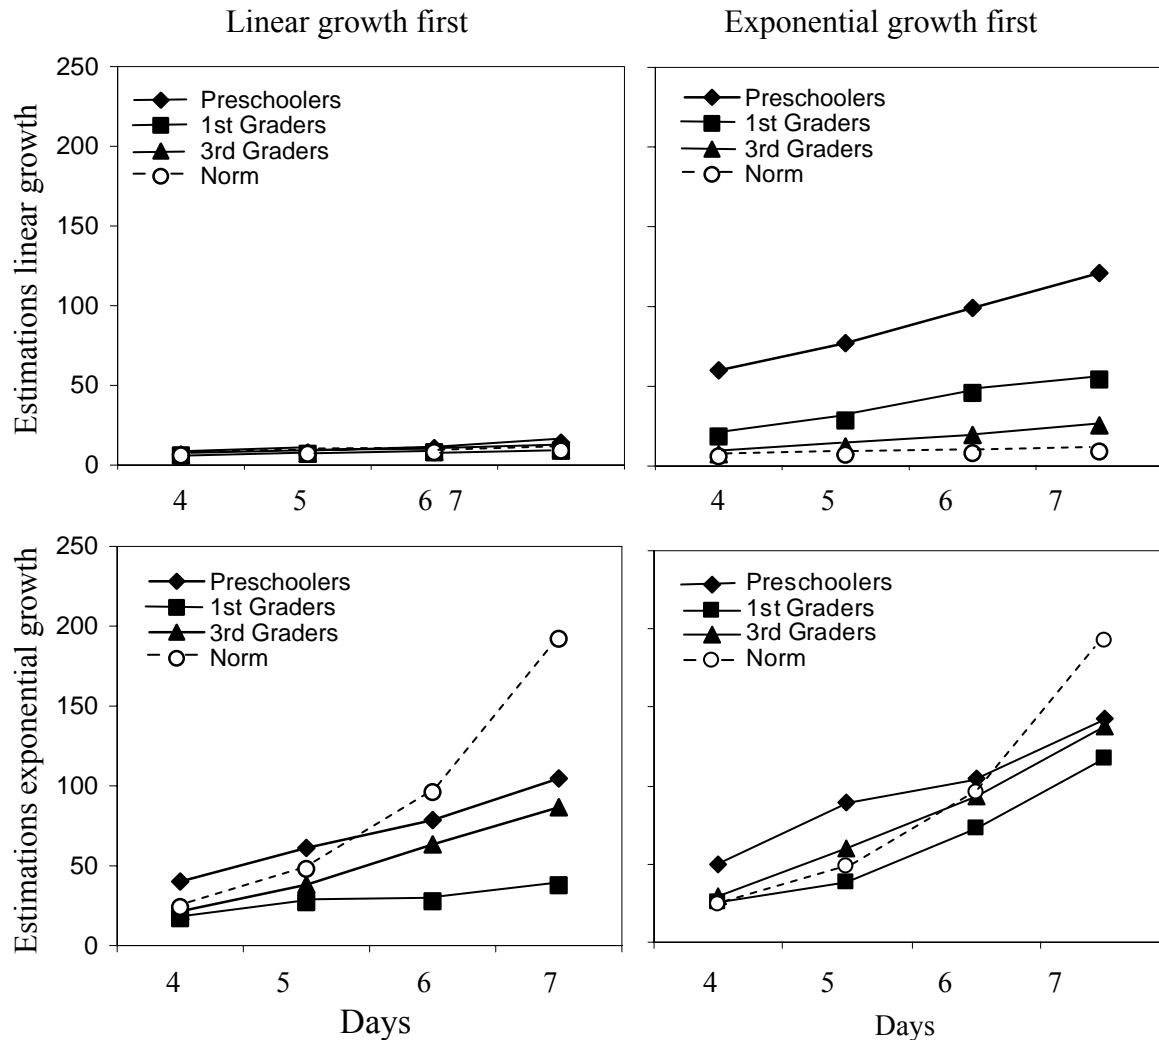 Linear growth first
Exponential growth first
Estimations linear growth
250
200
150
100
50
0
Preschoolers
1st Graders
3rd Graders
Norm
4 5 6 7
Preschoolers
1st Graders
3rd Graders
Norm
4 5 6 7
Estimations exponential growth
250
200
150
100
50
0
Preschoolers
1st Graders
3rd Graders
Norm
4 5 6 7
Days
Preschoolers
1st Graders
3rd Graders
Norm
4 5 6 7
Days